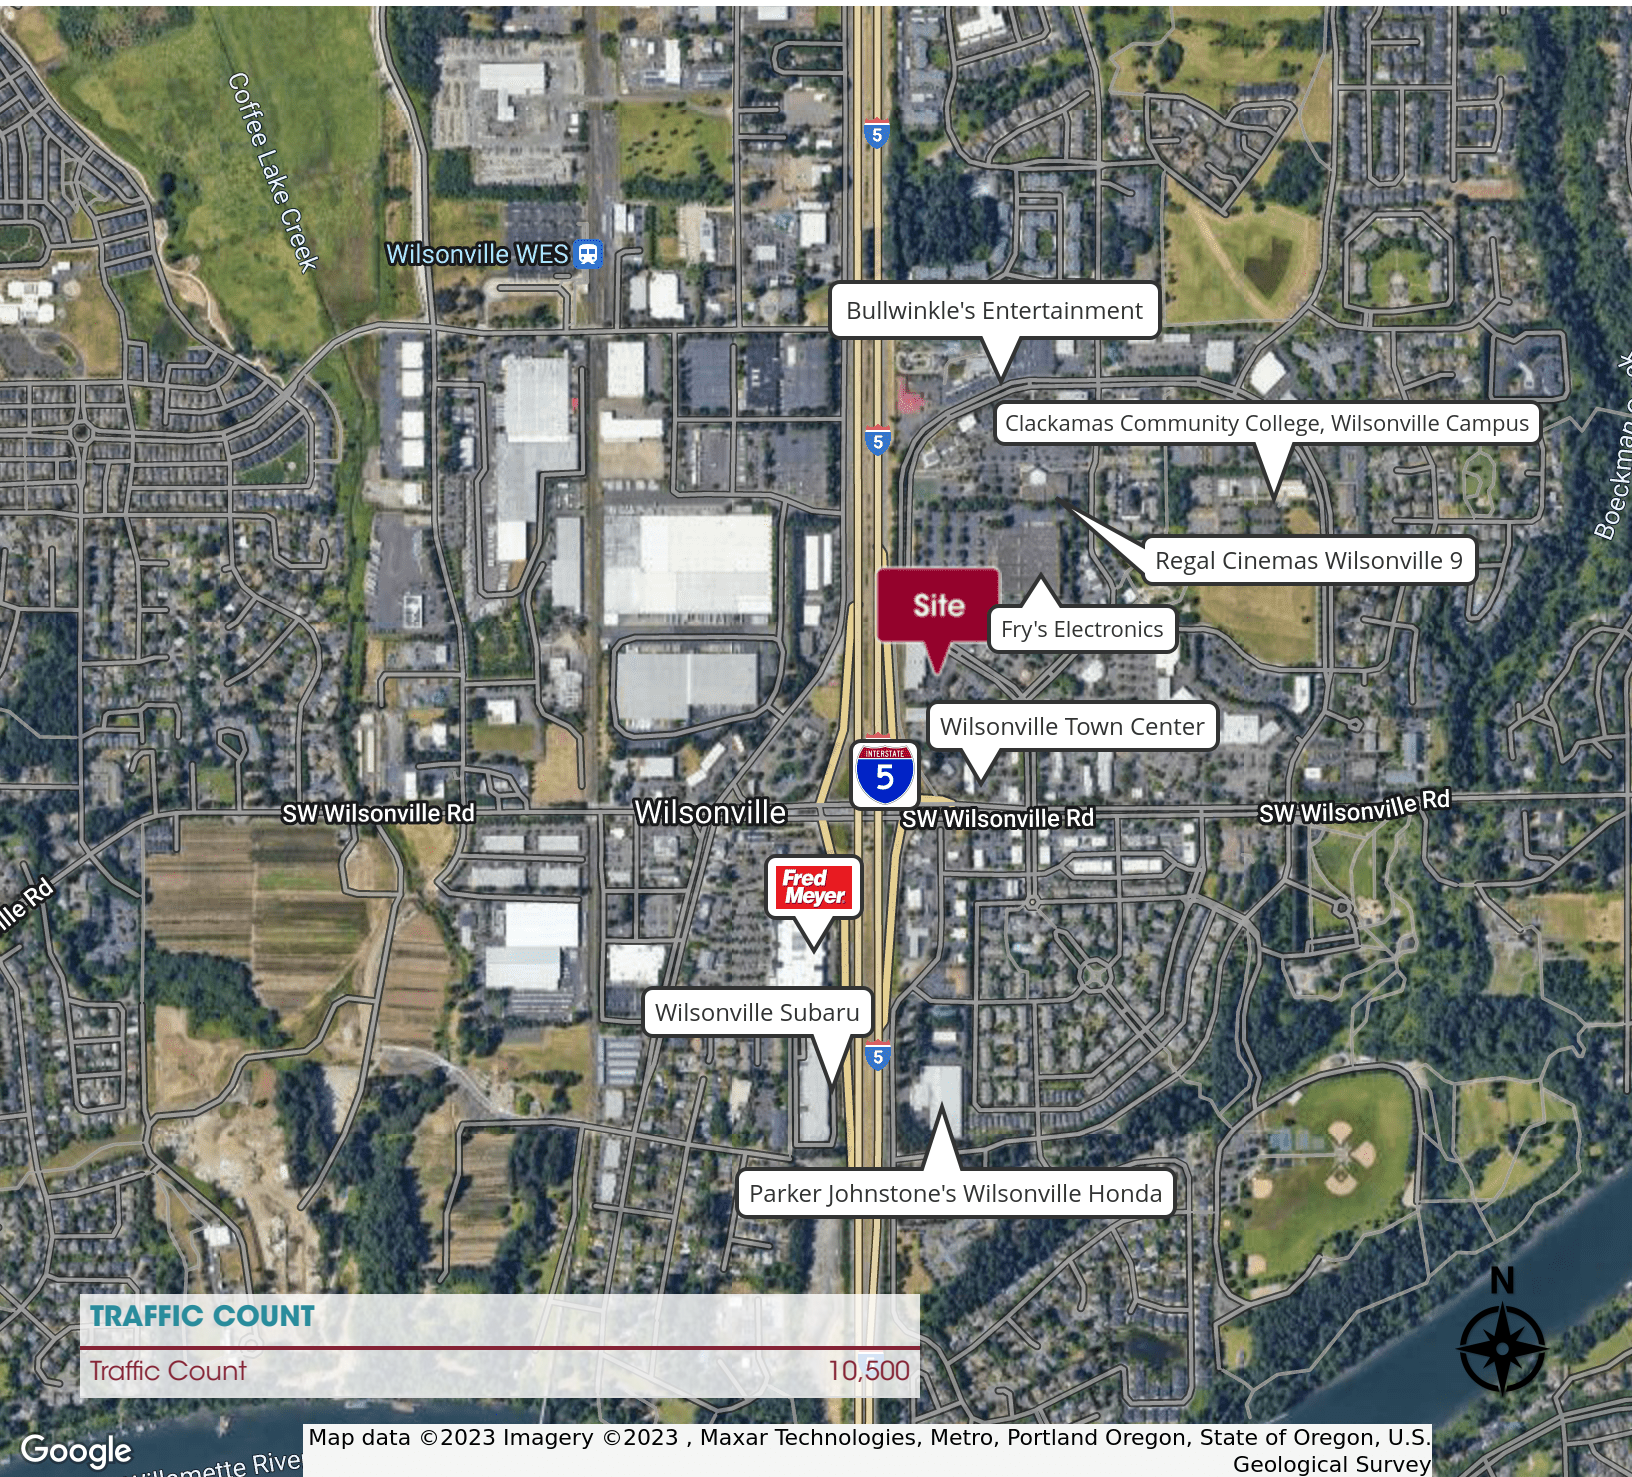 Coffee Lake Creek
5
Wilsonville WES
Bullwinkle's Entertainment
Clackamas Community College, Wilsonville Campus
5
Regal Cinemas Wilsonville 9
Site
Fry's Electronics
Wilsonville Town Center
INTERSTATE
5
SW Wilsonville Rd
Wilsonville
SW Wilsonville Rd
SW Wilsonville Rd
Fred
Meyer
Wilsonville Subaru
5
Parker Johnstone's Wilsonville Honda
N
TRAFFIC COUNT
Traffic Count 10,500
Google
Willamette River
Map data ©2023 Imagery ©2023 , Maxar Technologies, Metro, Portland Oregon, State of Oregon, U.S.
Geological Survey